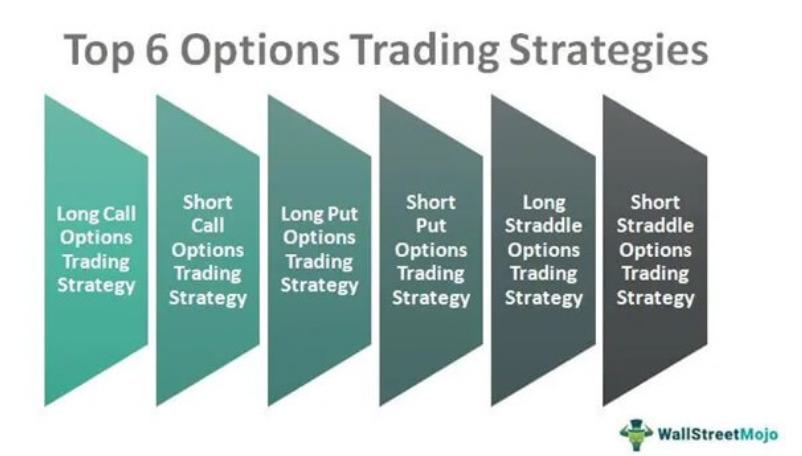 Top 6 Options Trading Strategies
Long Call
Options
Trading
Strategy
Short
Call
Options
Trading
Strategy
Long Put
Options
Trading
Strategy
Short
Put
Options
Trading
Strategy
Long
Straddle
Options
Trading
Strategy
Short
Straddle
Options
Trading
Strategy
WallStreetMojo